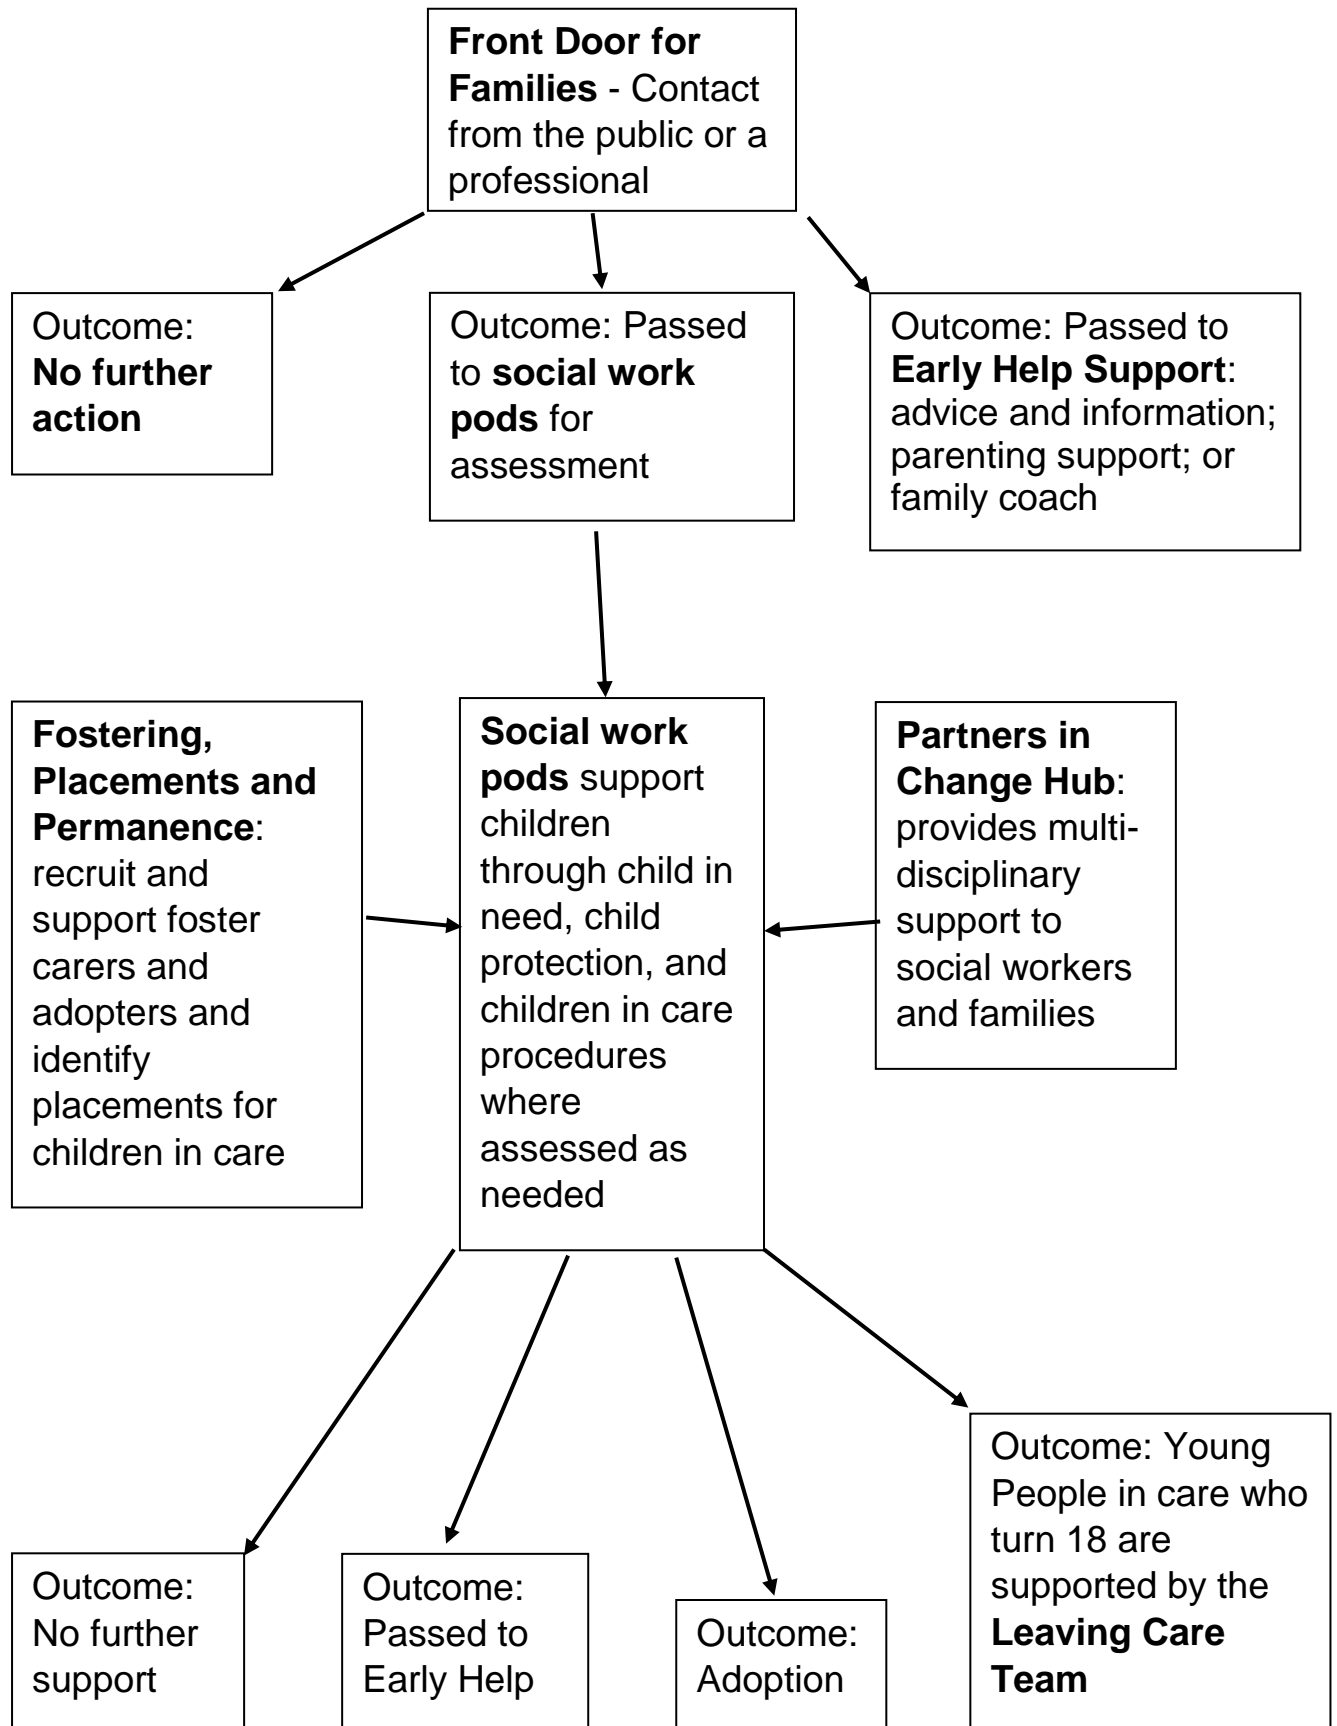 Front Door for
Families - Contact
from the public or a
professional
Outcome:
No further
action
Outcome: Passed
to social work
pods for
assessment
Outcome: Passed to
Early Help Support:
advice and information;
parenting support; or
family coach
Fostering,
Placements and
Permanence:
recruit and
support foster
carers and
adopters and
identify
placements for
children in care
Social work
pods support
children
through child in
need, child
protection, and
children in care
procedures
where
assessed as
needed
Partners in
Change Hub:
provides multi-
disciplinary
support to
social workers
and families
Outcome:
No further
support
Outcome:
Passed to
Early Help
Outcome:
Adoption
Outcome: Young
People in care who
turn 18 are
supported by the
Leaving Care
Team